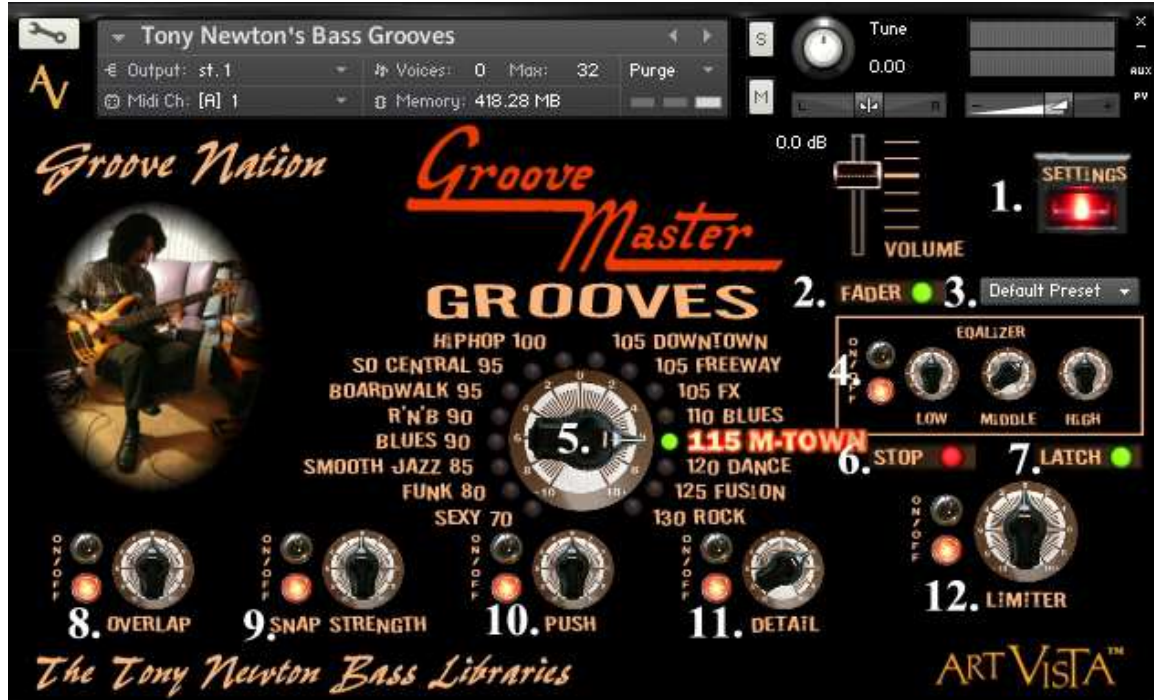 Tony Newton's Bass Grooves
Output: st.1
Voices: 0 Max: 32
Purge
Midi Ch: [A] 1
Memory: 418.28 MB
S
M
Tune
0.00
L R
- +
×
–
AUX
PV
AV
Groove Nation
Groove
Master
GROOVES
0.0 dB
VOLUME
1. SETTINGS
2. FADER
3. Default Preset
EQALIZER
4. ON/OFF
LOW MIDDLE HIGH
HIPHOP 100
SO CENTRAL 95
BOARDWALK 95
R'N'B 90
BLUES 90
SMOOTH JAZZ 85
FUNK 80
SEXY 70
5.
105 DOWNTOWN
105 FREEWAY
105 FX
110 BLUES
115 M-TOWN
120 DANCE
125 FUSION
130 ROCK
6. STOP
7. LATCH
ON/OFF
8. OVERLAP
ON/OFF
9. SNAP STRENGTH
ON/OFF
10. PUSH
ON/OFF
11. DETAIL
ON/OFF
12. LIMITER
The Tony Newton Bass Libraries
ART VISTA™